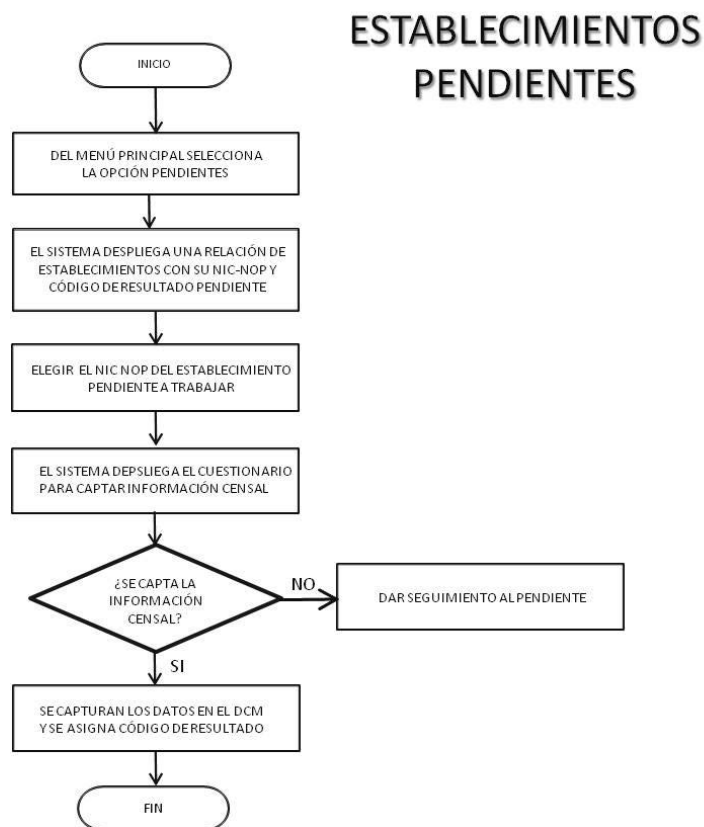 ESTABLECIMIENTOS
PENDIENTES
INICIO
DEL MENÚ PRINCIPAL SELECCIONA
LA OPCIÓN PENDIENTES
EL SISTEMA DESPLIEGA UNA RELACIÓN DE
ESTABLECIMIENTOS CON SU NIC-NOP Y
CÓDIGO DE RESULTADO PENDIENTE
ELEGIR EL NIC NOP DEL ESTABLECIMIENTO
PENDIENTE A TRABAJAR
EL SISTEMA DEPSLIEGA EL CUESTIONARIO
PARA CAPTAR INFORMACIÓN CENSAL
¿SE CAPTA LA
INFORMACIÓN
CENSAL?
NO
DAR SEGUIMIENTO AL PENDIENTE
SI
SE CAPTURAN LOS DATOS EN EL DCM
Y SE ASIGNA CÓDIGO DE RESULTADO
FIN